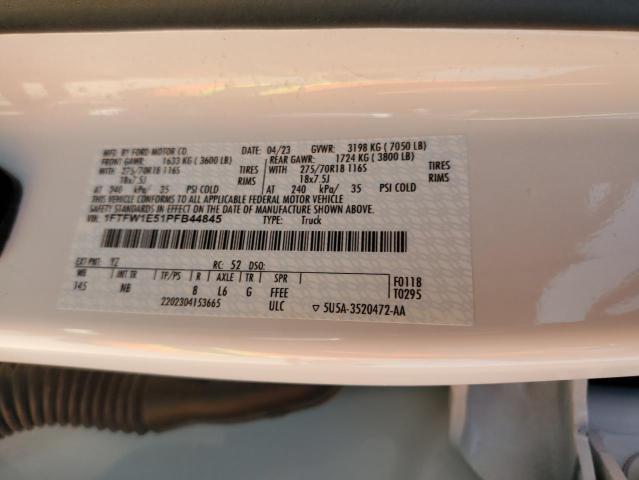 MFD. BY FORD MOTOR CO. DATE: 04/23 GVWR: 3198 KG ( 7050 LB)
FRONT GAWR: 1633 KG ( 3600 LB) REAR GAWR: 1724 KG ( 3800 LB)
WITH 275/70R18 116S TIRES WITH 275/70R18 116S TIRES
18x7.5J RIMS 18x7.5J RIMS
AT 240 kPa/ 35 PSI COLD AT 240 kPa/ 35 PSI COLD
THIS VEHICLE CONFORMS TO ALL APPLICABLE FEDERAL MOTOR VEHICLE
SAFETY STANDARDS IN EFFECT ON THE DATE OF MANUFACTURE SHOWN ABOVE.
VIN: 1FTFW1E51PFB44845 TYPE: Truck
EXT PNT: YZ RC: 52 DSO:
WB INT TR TP/PS R AXLE TR SPR F0118
145 NB 8 L6 G FFEE T0295
2202304153665 ULC ▽ 5U5A-3520472-AA